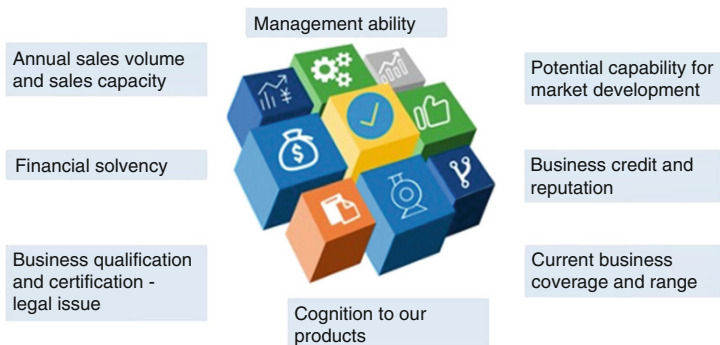 Management ability
Annual sales volume
and sales capacity
Potential capability for
market development
Financial solvency
Business credit and
reputation
Business qualification
and certification -
legal issue
Current business
coverage and range
Cognition to our
products
¥
$